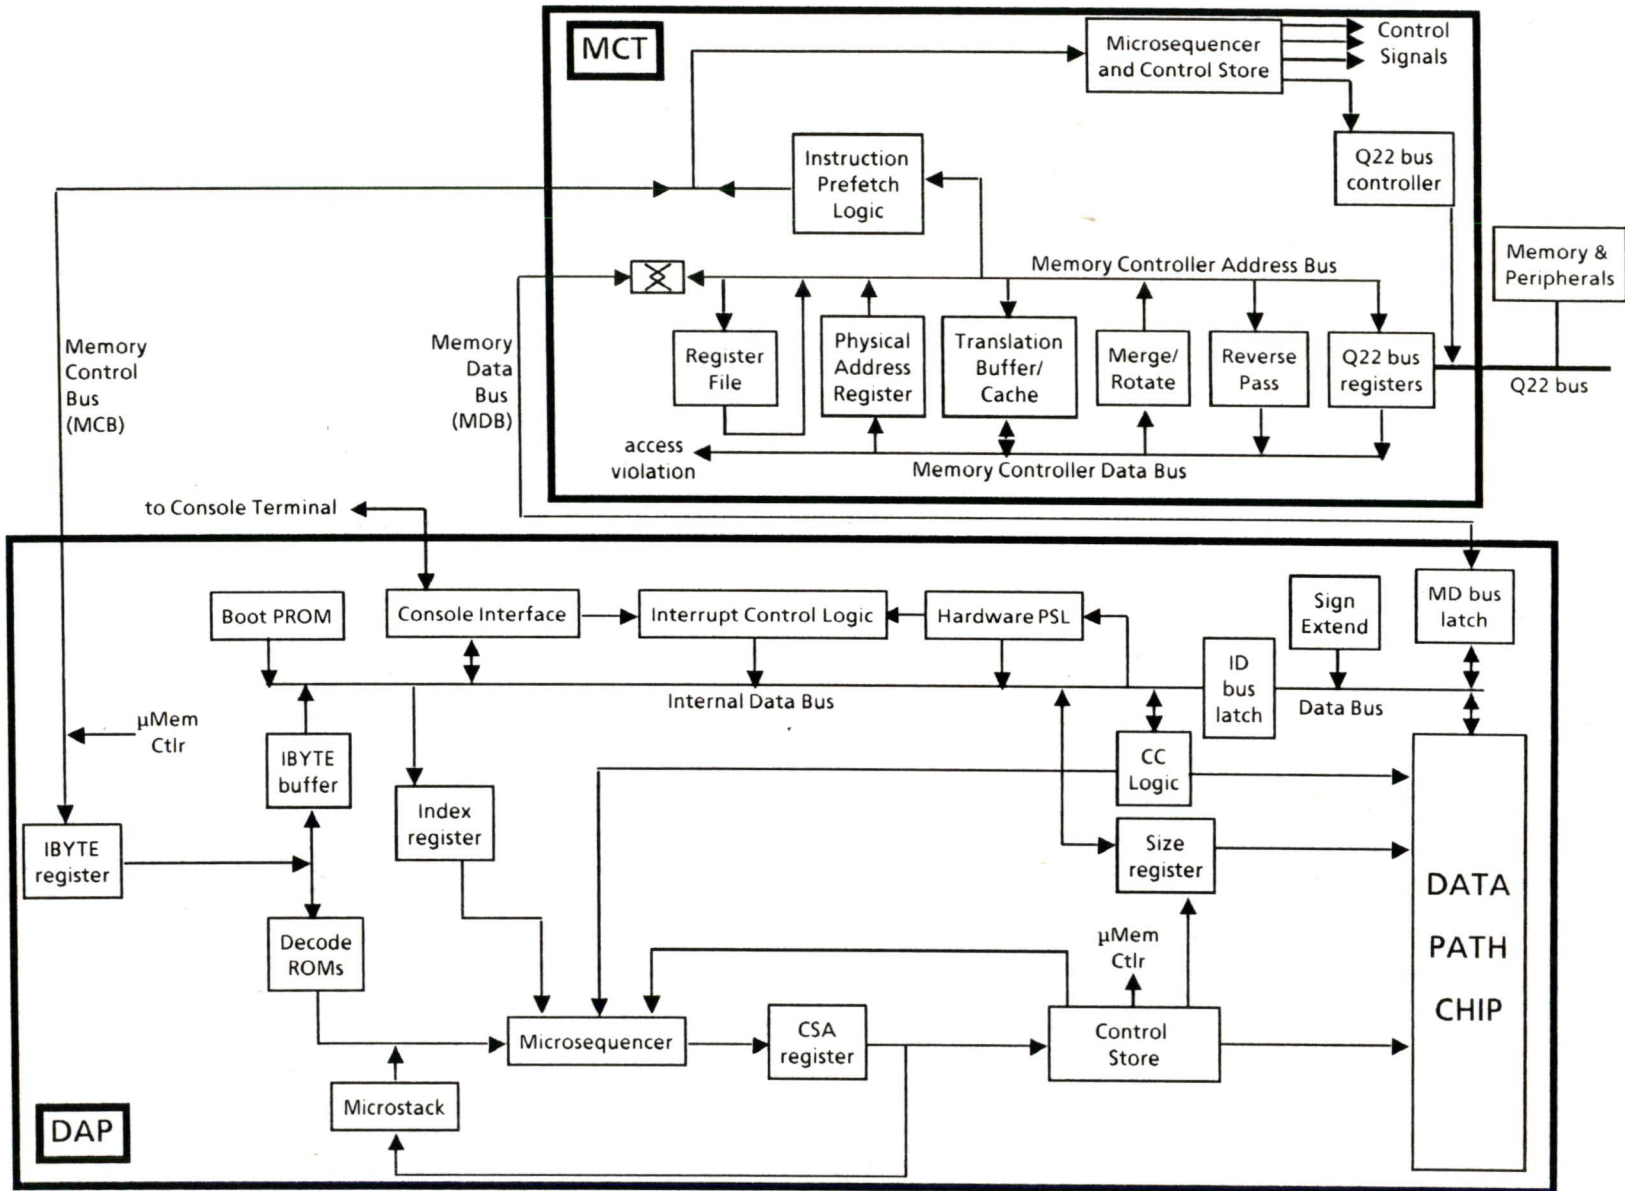 MCT
Microsequencer
and Control Store
Control
Signals
Instruction
Prefetch
Logic
Q22 bus
controller
Memory &
Peripherals
Memory Controller Address Bus
Memory
Control
Bus
(MCB)
Memory
Data
Bus
(MDB)
Register
File
Physical
Address
Register
Translation
Buffer/
Cache
Merge/
Rotate
Reverse
Pass
Q22 bus
registers
Q22 bus
access
violation
Memory Controller Data Bus
to Console Terminal
Boot PROM
Console Interface
Interrupt Control Logic
Hardware PSL
Sign
Extend
MD bus
latch
ID
bus
latch
Internal Data Bus
Data Bus
µMem
Ctlr
IBYTE
buffer
CC
Logic
Index
register
IBYTE
register
Size
register
DATA
PATH
CHIP
Decode
ROMs
µMem
Ctlr
Microsequencer
CSA
register
Control
Store
Microstack
DAP